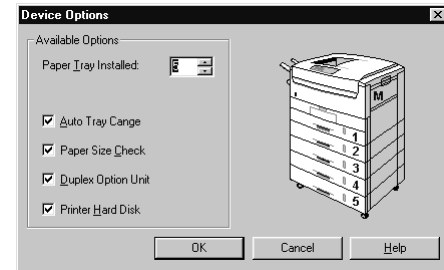 Device Options
Available Options
Paper Tray Installed:
Auto Tray Cange
Paper Size Check
Duplex Option Unit
Printer Hard Disk
M
1
2
3
4
5
OK
Cancel
Help